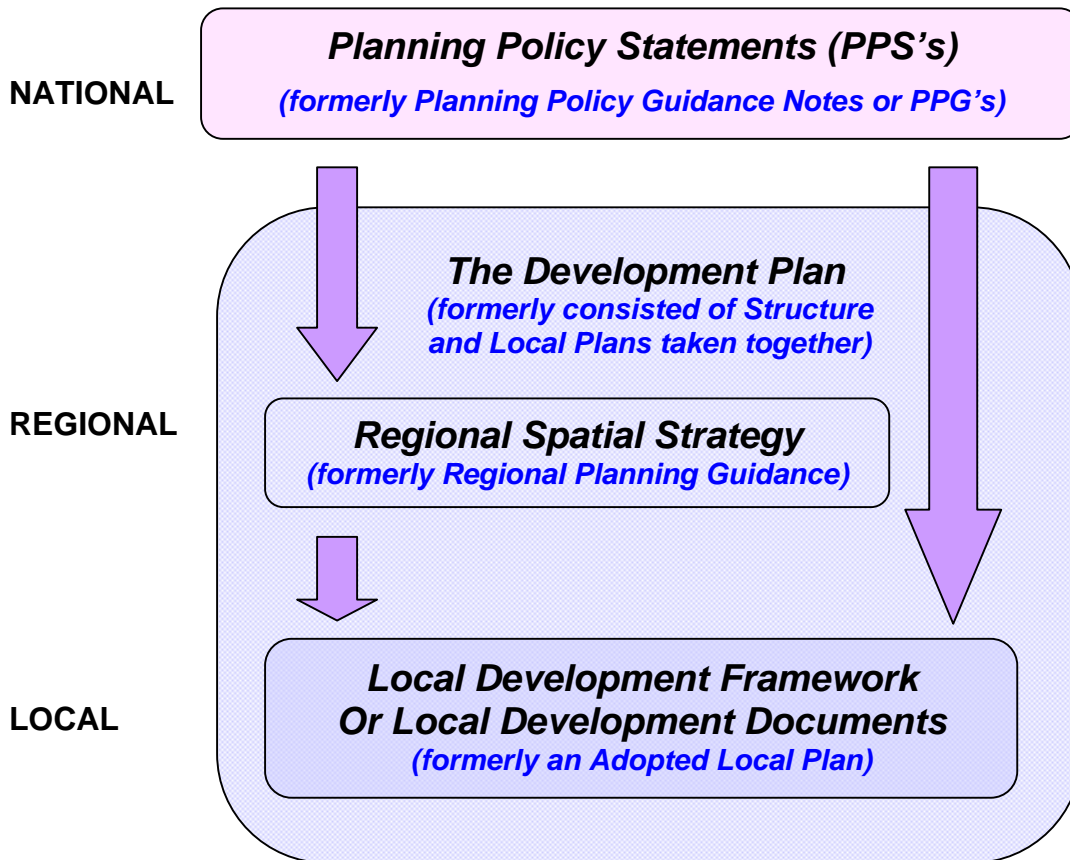 Planning Policy Statements (PPS's)
NATIONAL
(formerly Planning Policy Guidance Notes or PPG's)
The Development Plan
(formerly consisted of Structure
and Local Plans taken together)
REGIONAL
Regional Spatial Strategy
(formerly Regional Planning Guidance)
Local Development Framework
LOCAL
Or Local Development Documents
(formerly an Adopted Local Plan)